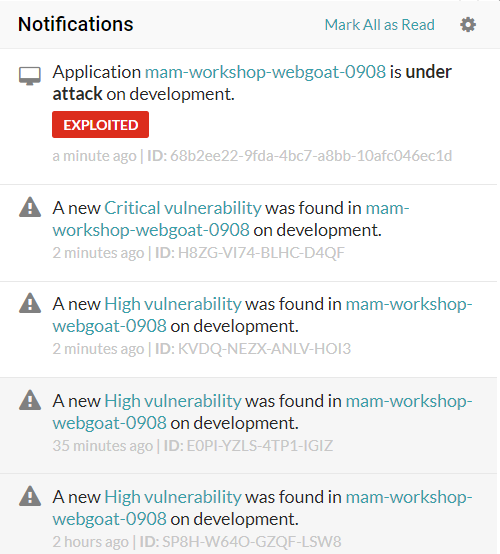 Notifications
Mark All as Read
Application mam-workshop-webgoat-0908 is under
attack on development.
EXPLOITED
a minute ago | ID: 68b2ee22-9fda-4bc7-a8bb-10afc046ec1d
A new Critical vulnerability was found in mam-
workshop-webgoat-0908 on development.
2 minutes ago | ID: H8ZG-VI74-BLHC-D4QF
A new High vulnerability was found in mam-workshop-
webgoat-0908 on development.
2 minutes ago | ID: KVDQ-NEZX-ANLV-HOI3
A new High vulnerability was found in mam-workshop-
webgoat-0908 on development.
35 minutes ago | ID: E0PI-YZLS-4TP1-IGIZ
A new High vulnerability was found in mam-workshop-
webgoat-0908 on development.
2 hours ago | ID: SP8H-W64O-GZQF-LSW8